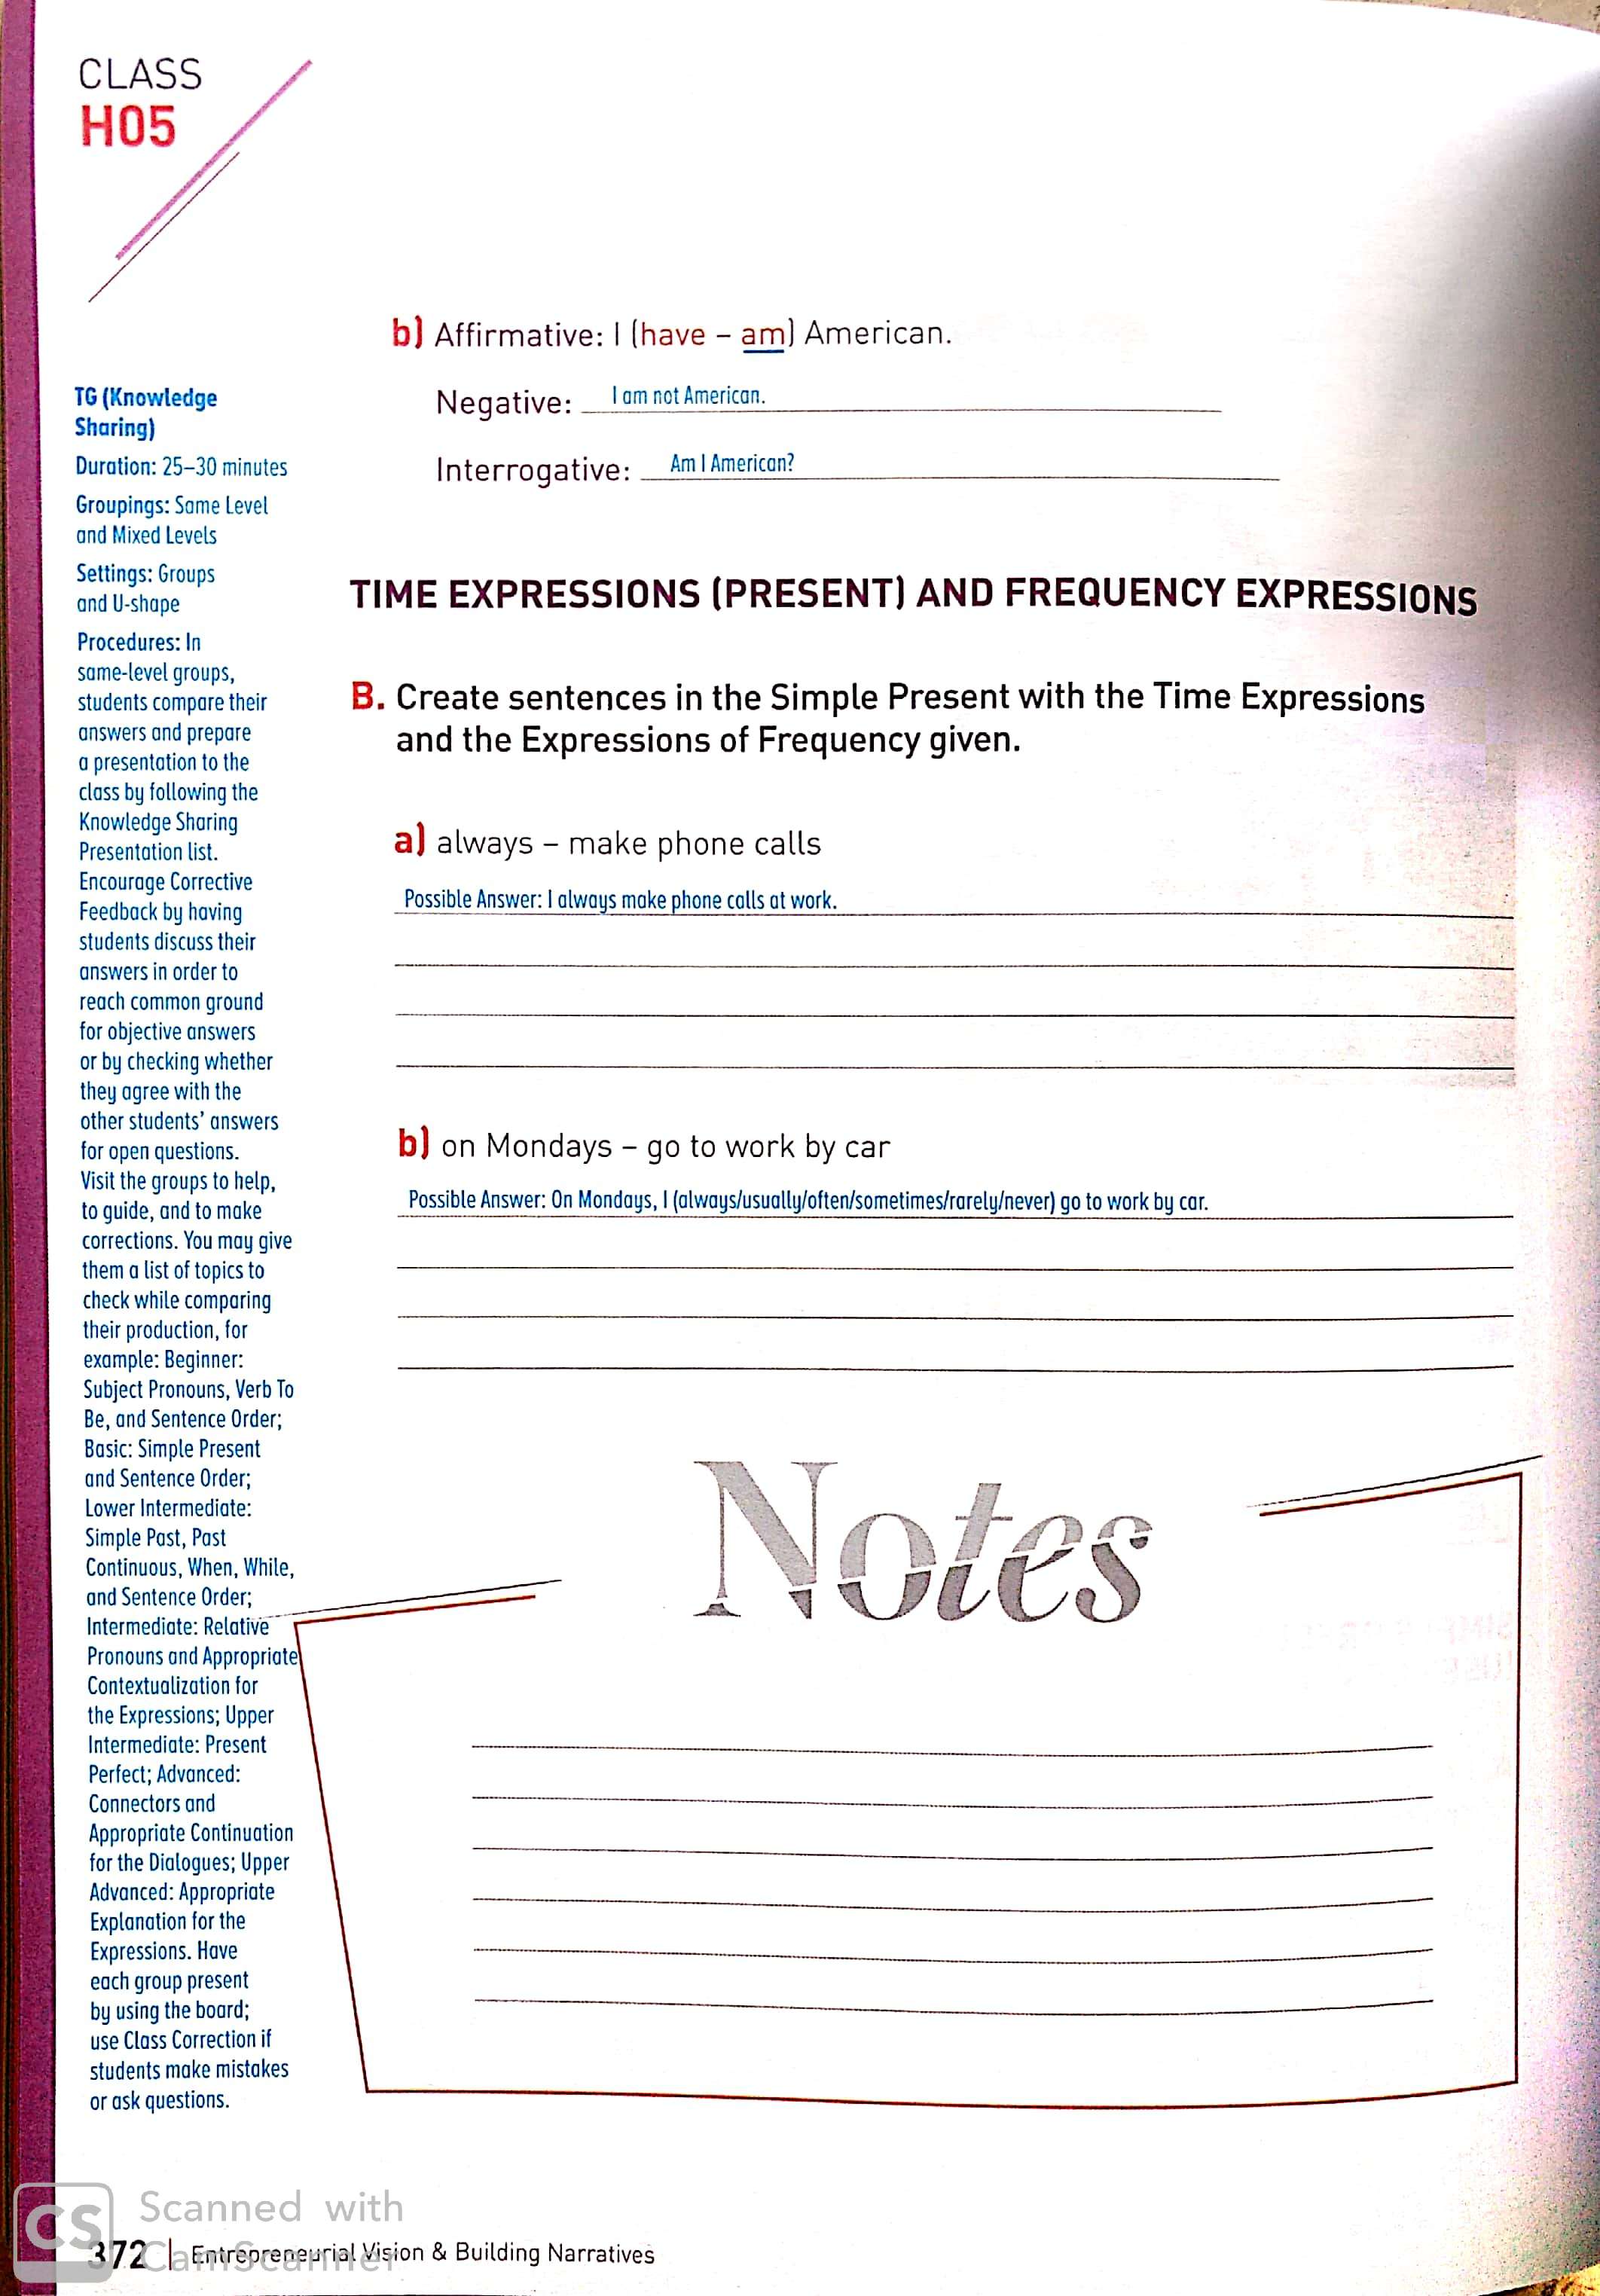 CLASS
H05
b) Affirmative: I (have – am) American.
Negative: I am not American.
Interrogative: Am I American?
TG (Knowledge
Sharing)
Duration: 25–30 minutes
Groupings: Same Level
and Mixed Levels
Settings: Groups
and U-shape
Procedures: In
same-level groups,
students compare their
answers and prepare
a presentation to the
class by following the
Knowledge Sharing
Presentation list.
Encourage Corrective
Feedback by having
students discuss their
answers in order to
reach common ground
for objective answers
or by checking whether
they agree with the
other students' answers
for open questions.
Visit the groups to help,
to guide, and to make
corrections. You may give
them a list of topics to
check while comparing
their production, for
example: Beginner:
Subject Pronouns, Verb To
Be, and Sentence Order;
Basic: Simple Present
and Sentence Order;
Lower Intermediate:
Simple Past, Past
Continuous, When, While,
and Sentence Order;
Intermediate: Relative
Pronouns and Appropriate
Contextualization for
the Expressions; Upper
Intermediate: Present
Perfect; Advanced:
Connectors and
Appropriate Continuation
for the Dialogues; Upper
Advanced: Appropriate
Explanation for the
Expressions. Have
each group present
by using the board;
use Class Correction if
students make mistakes
or ask questions.
TIME EXPRESSIONS (PRESENT) AND FREQUENCY EXPRESSIONS
B. Create sentences in the Simple Present with the Time Expressions
and the Expressions of Frequency given.
a) always – make phone calls
Possible Answer: I always make phone calls at work.
b) on Mondays – go to work by car
Possible Answer: On Mondays, I (always/usually/often/sometimes/rarely/never) go to work by car.
Notes
CS
Scanned with
CamScanner
372 | Entrepreneurial Vision & Building Narratives